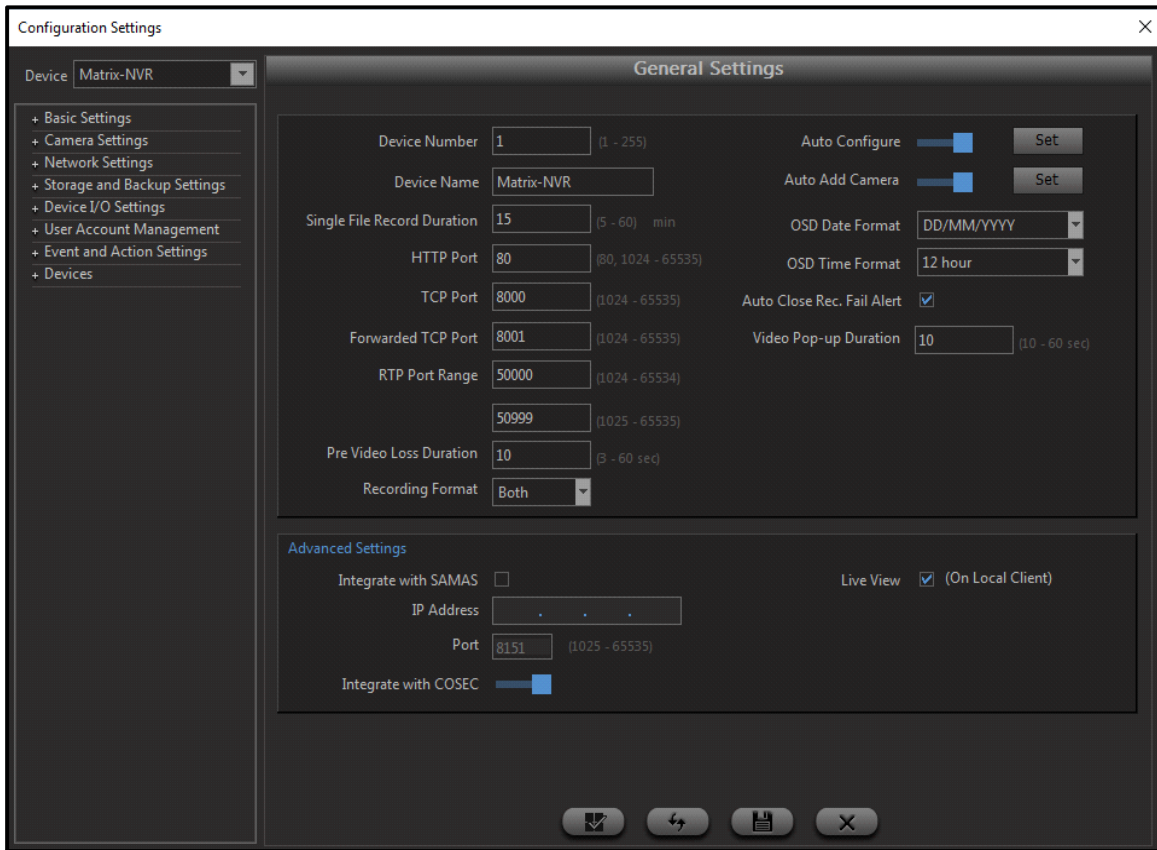 Configuration Settings
Device Matrix-NVR
+ Basic Settings
+ Camera Settings
+ Network Settings
+ Storage and Backup Settings
+ Device I/O Settings
+ User Account Management
+ Event and Action Settings
+ Devices
General Settings
Device Number 1 (1 - 255)
Device Name Matrix-NVR
Single File Record Duration 15 (5 - 60) min
HTTP Port 80 (80, 1024 - 65535)
TCP Port 8000 (1024 - 65535)
Forwarded TCP Port 8001 (1024 - 65535)
RTP Port Range 50000 (1024 - 65534)
50999 (1025 - 65535)
Pre Video Loss Duration 10 (3 - 60 sec)
Recording Format Both
Auto Configure Set
Auto Add Camera Set
OSD Date Format DD/MM/YYYY
OSD Time Format 12 hour
Auto Close Rec. Fail Alert
Video Pop-up Duration 10 (10 - 60 sec)
Advanced Settings
Integrate with SAMAS
IP Address . . .
Port 8151 (1025 - 65535)
Integrate with COSEC
Live View (On Local Client)